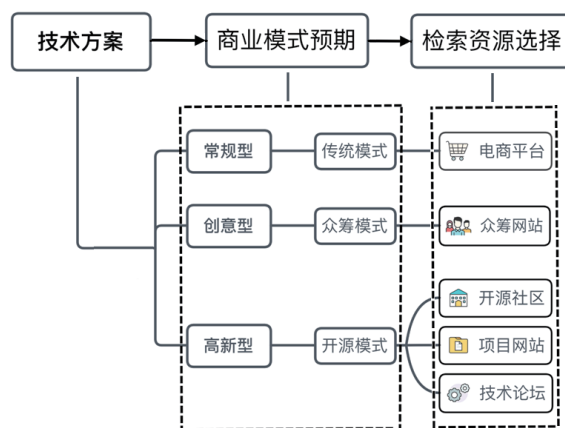 技术方案
商业模式预期
检索资源选择
常规型
传统模式
电商平台
创意型
众筹模式
众筹网站
高新型
开源模式
开源社区
项目网站
技术论坛